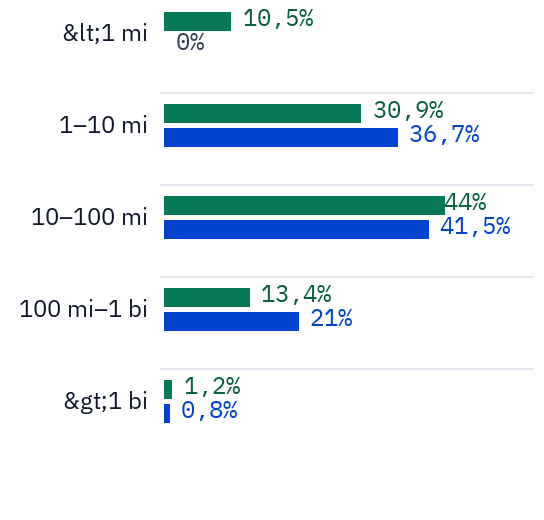 &lt;1 mi
10,5%
0%
1–10 mi
30,9%
36,7%
10–100 mi
44%
41,5%
100 mi–1 bi
13,4%
21%
&gt;1 bi
1,2%
0,8%